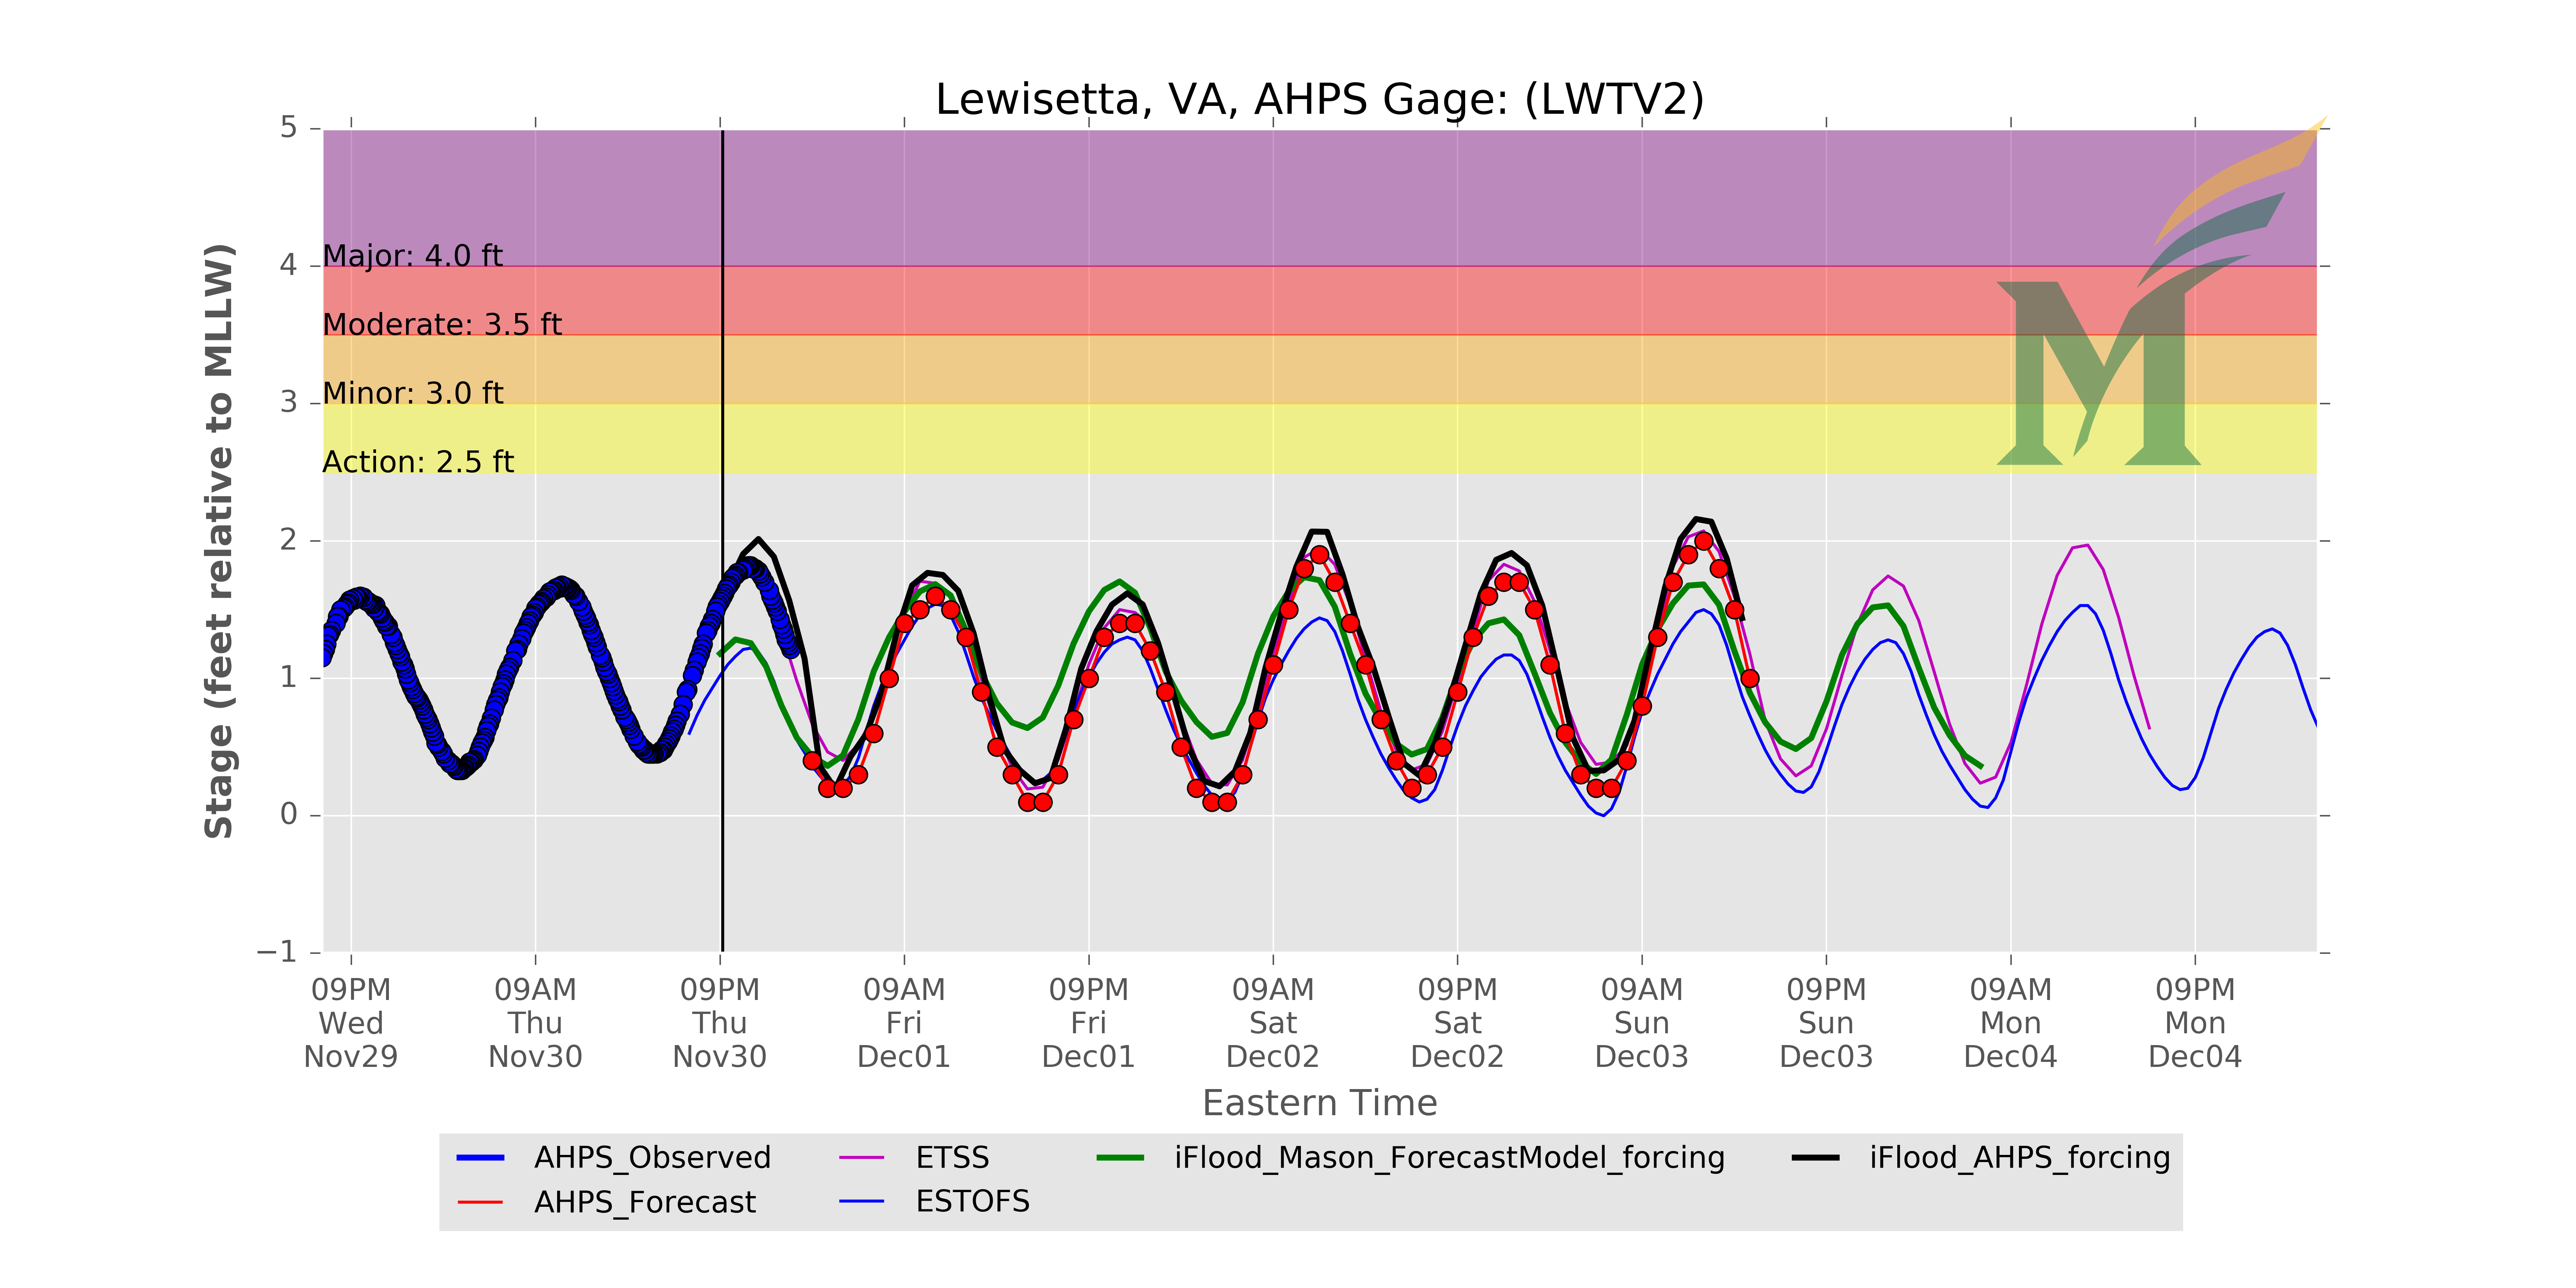 Lewisetta, VA, AHPS Gage: (LWTV2)
Stage (feet relative to MLLW)
5
4
3
2
1
0
−1
Major: 4.0 ft
Moderate: 3.5 ft
Minor: 3.0 ft
Action: 2.5 ft
M
09PM 09AM 09PM 09AM 09PM 09AM 09PM 09AM 09PM 09AM 09PM
Wed Thu Thu Fri Fri Sat Sat Sun Sun Mon Mon
Nov29 Nov30 Nov30 Dec01 Dec01 Dec02 Dec02 Dec03 Dec03 Dec04 Dec04
Eastern Time
AHPS_Observed ETSS iFlood_Mason_ForecastModel_forcing iFlood_AHPS_forcing
AHPS_Forecast ESTOFS